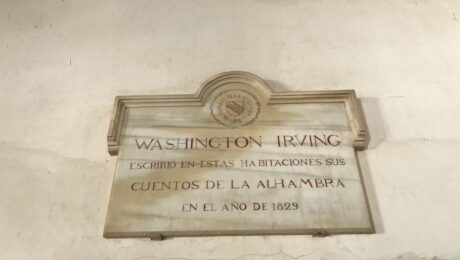 WASHINGTON IRVING
ESCRIBIO EN ESTAS HABITACIONES SUS
CUENTOS DE LA ALHAMBRA
EN EL AÑO DE 1829